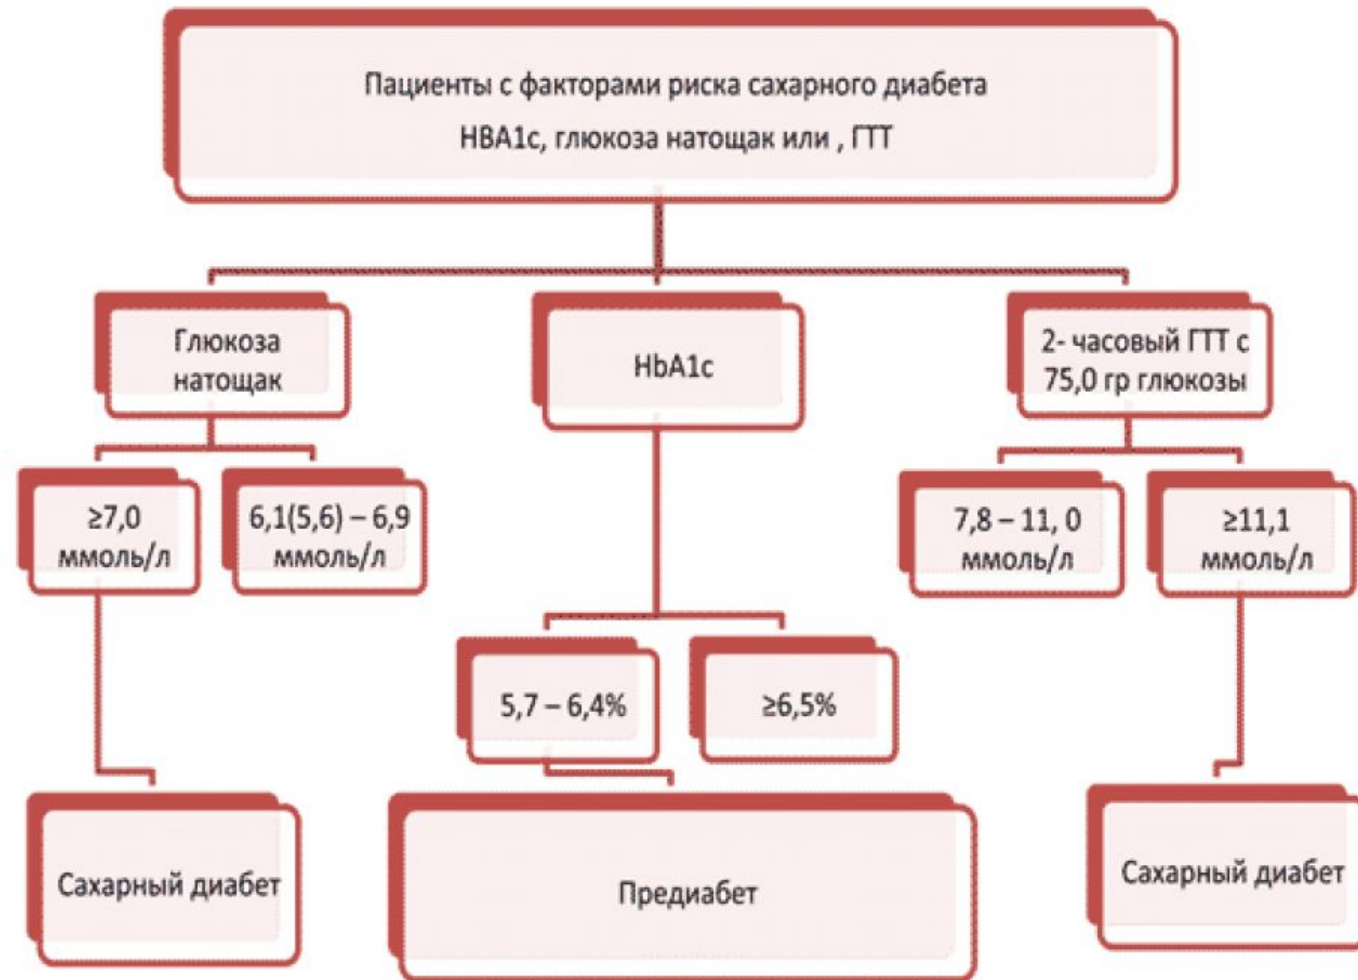 Пациенты с факторами риска сахарного диабета
НВА1с, глюкоза натощак или , ГТТ
Глюкоза
натощак
HbA1c
2- часовый ГТТ с
75,0 гр глюкозы
≥7,0
ммоль/л
6,1(5,6) – 6,9
ммоль/л
7,8 – 11, 0
ммоль/л
≥11,1
ммоль/л
5,7 – 6,4%
≥6,5%
Сахарный диабет
Предиабет
Сахарный диабет